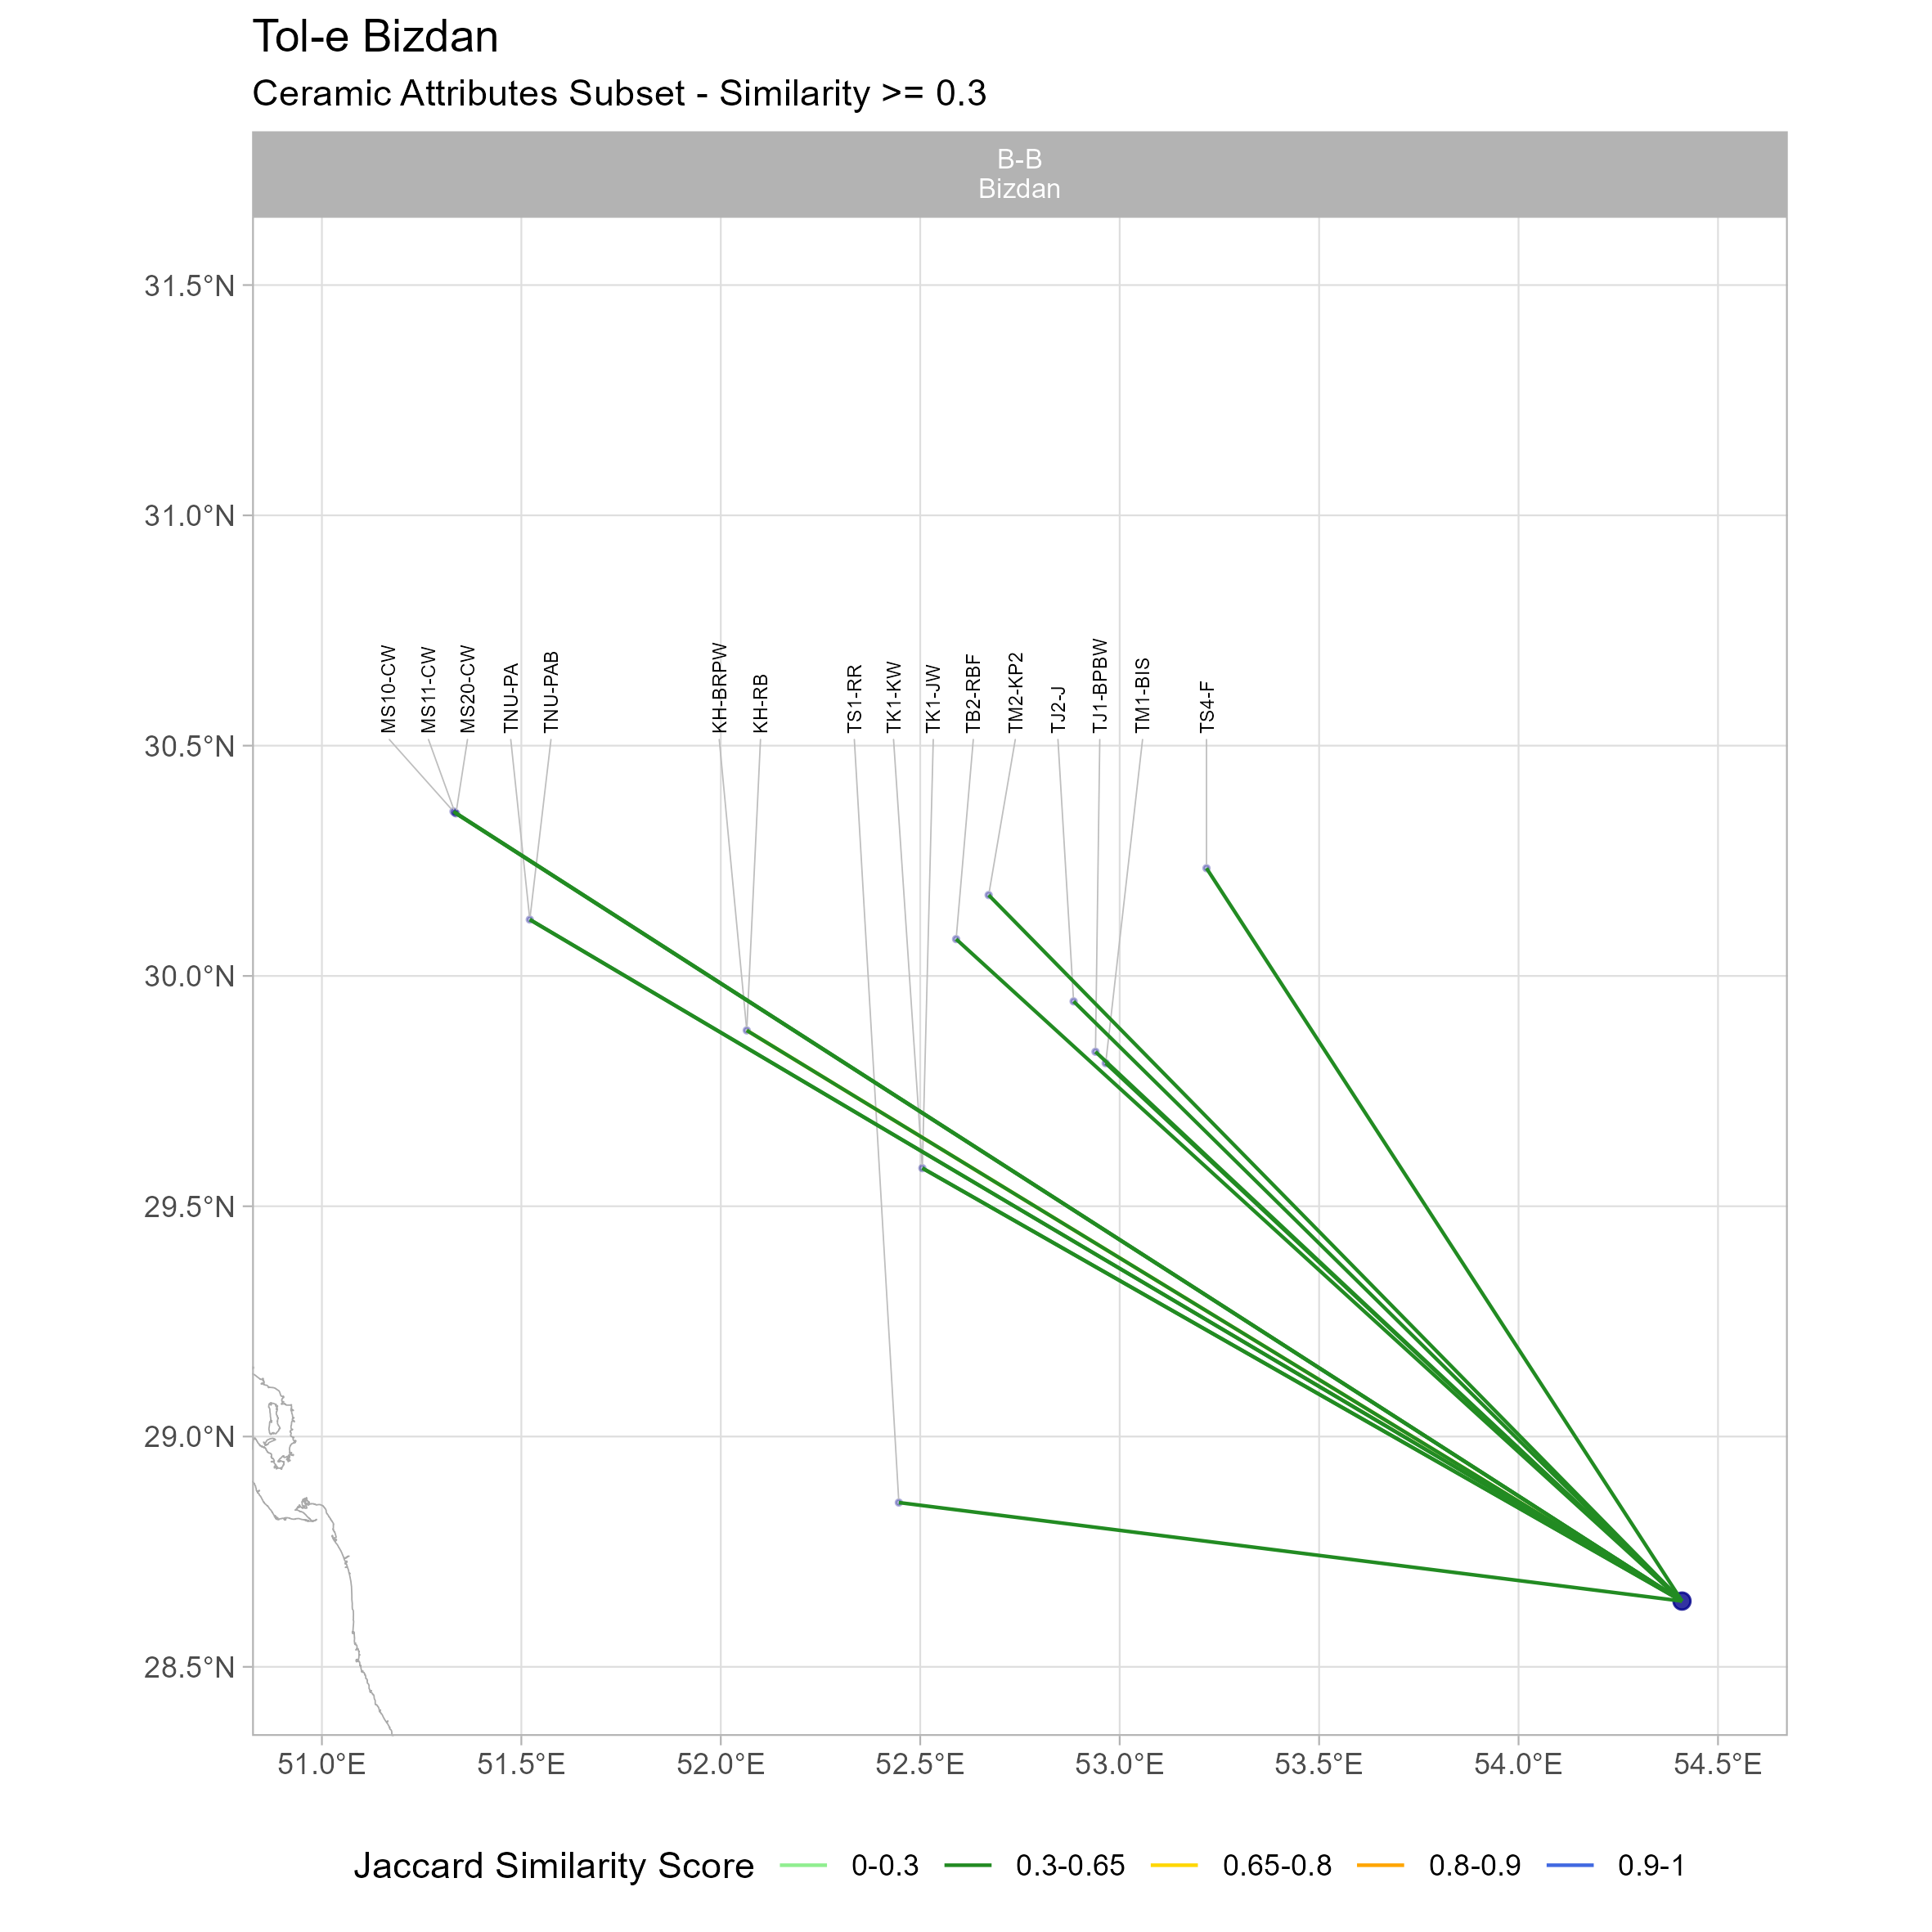 Tol-e Bizdan
Ceramic Attributes Subset - Similarity >= 0.3
B-B
Bizdan
31.5°N
31.0°N
30.5°N
30.0°N
29.5°N
29.0°N
28.5°N
MS10-CW
MS11-CW
MS20-CW
TNU-PA
TNU-PAB
KH-BRPW
KH-RB
TS1-RR
TK1-KW
TK1-JW
TB2-RBF
TM2-KP2
TJ2-J
TJ1-BPBW
TM1-BIS
TS4-F
51.0°E 51.5°E 52.0°E 52.5°E 53.0°E 53.5°E 54.0°E 54.5°E
Jaccard Similarity Score 0-0.3 0.3-0.65 0.65-0.8 0.8-0.9 0.9-1